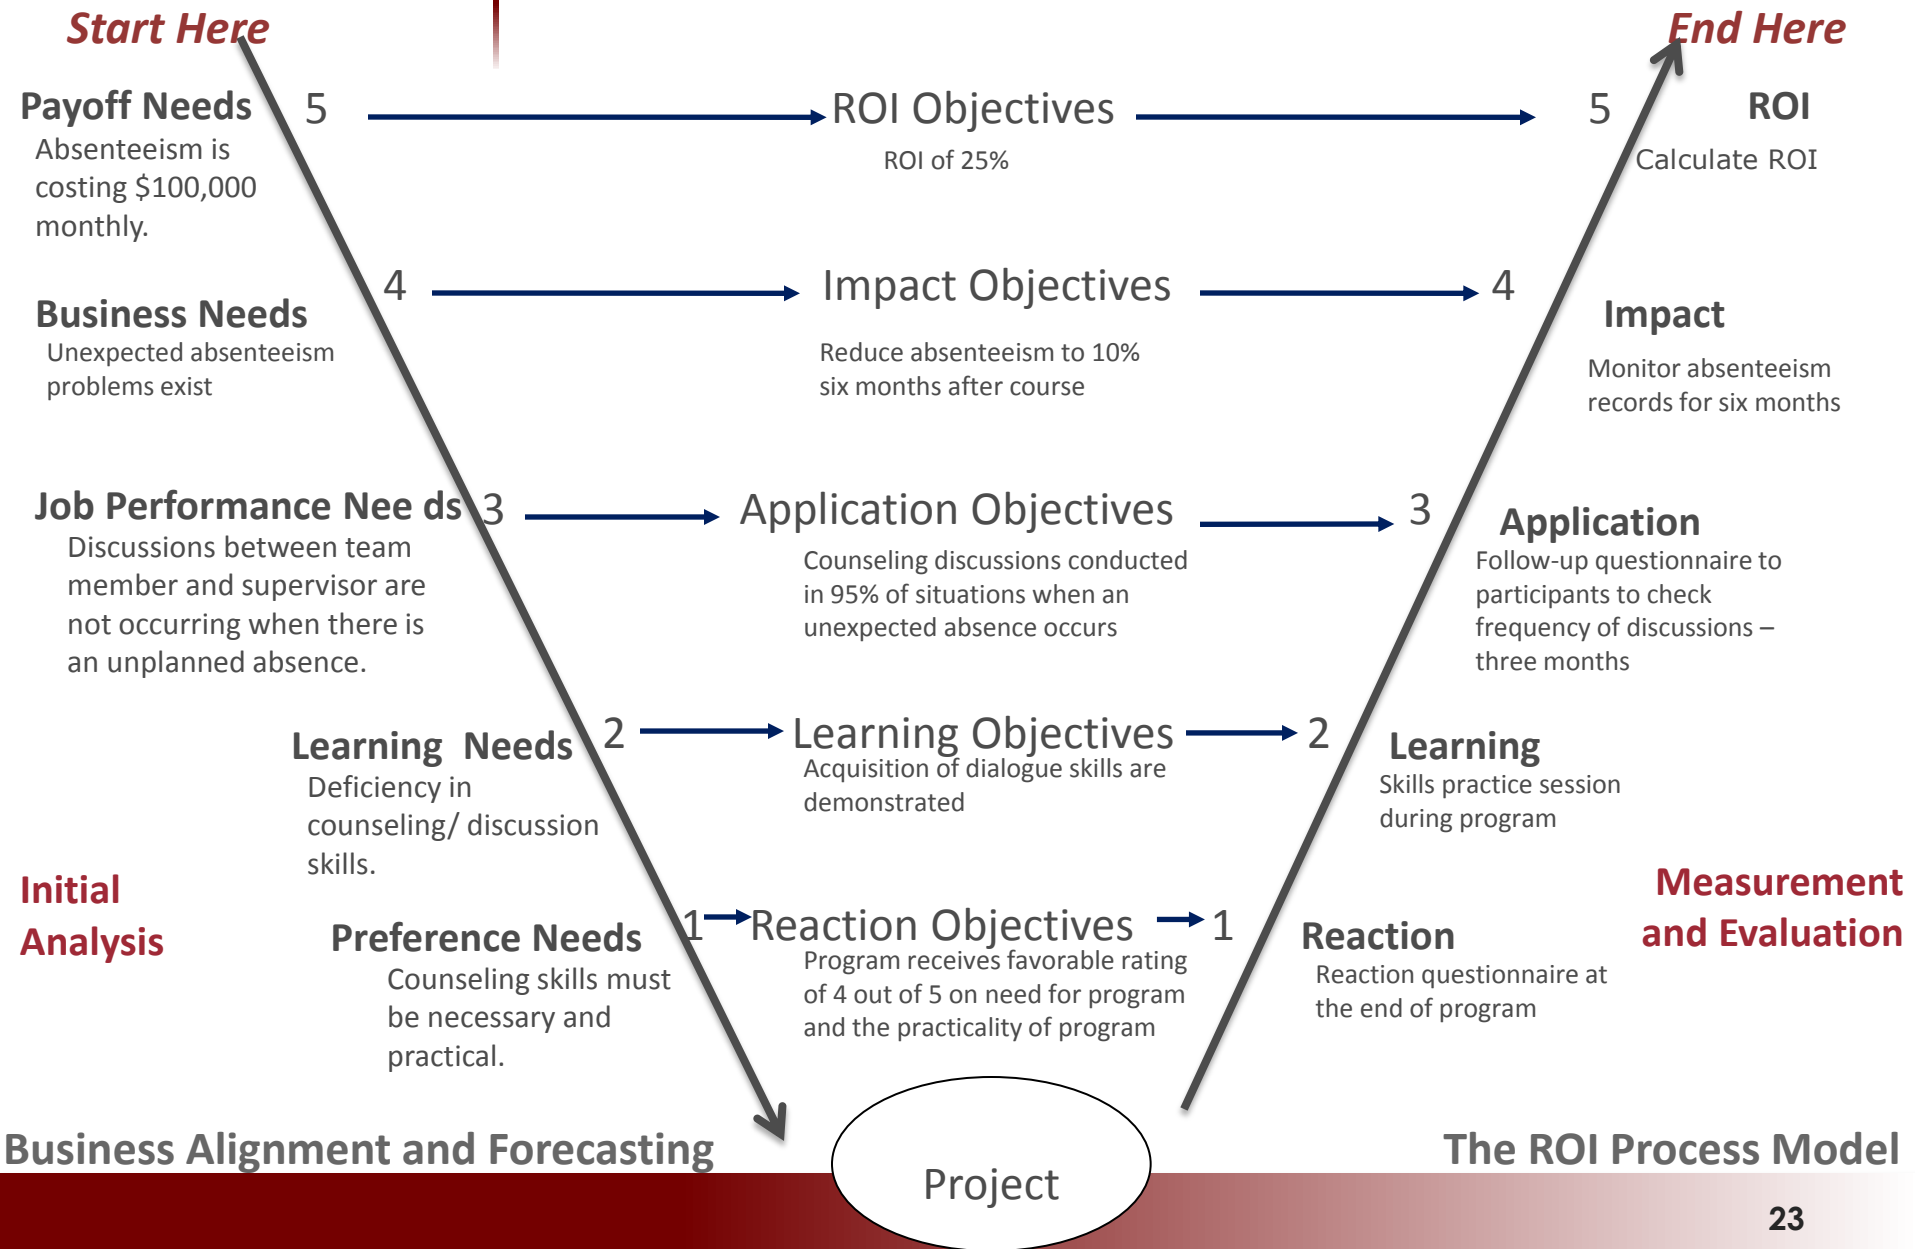 Start Here
End Here
Payoff Needs 5 ROI Objectives 5 ROI
Absenteeism is
costing $100,000
monthly.
ROI of 25%
Calculate ROI
4 Impact Objectives 4
Business Needs
Unexpected absenteeism
problems exist
Reduce absenteeism to 10%
six months after course
Impact
Monitor absenteeism
records for six months
Job Performance Nee ds 3 Application Objectives 3 Application
Discussions between team
member and supervisor are
not occurring when there is
an unplanned absence.
Counseling discussions conducted
in 95% of situations when an
unexpected absence occurs
Follow-up questionnaire to
participants to check
frequency of discussions –
three months
Learning Needs 2 Learning Objectives 2 Learning
Deficiency in
counseling/ discussion
skills.
Acquisition of dialogue skills are
demonstrated
Skills practice session
during program
Initial
Analysis
Measurement
and Evaluation
Preference Needs 1 Reaction Objectives 1 Reaction
Counseling skills must
be necessary and
practical.
Program receives favorable rating
of 4 out of 5 on need for program
and the practicality of program
Reaction questionnaire at
the end of program
Business Alignment and Forecasting
The ROI Process Model
Project
23